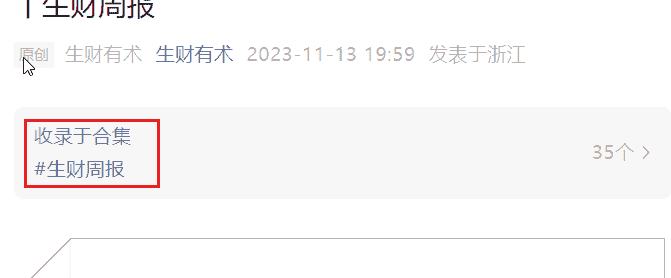 生财周报
原创 生财有术 生财有术 2023-11-13 19:59 发表于浙江
收录于合集
#生财周报
35个 >